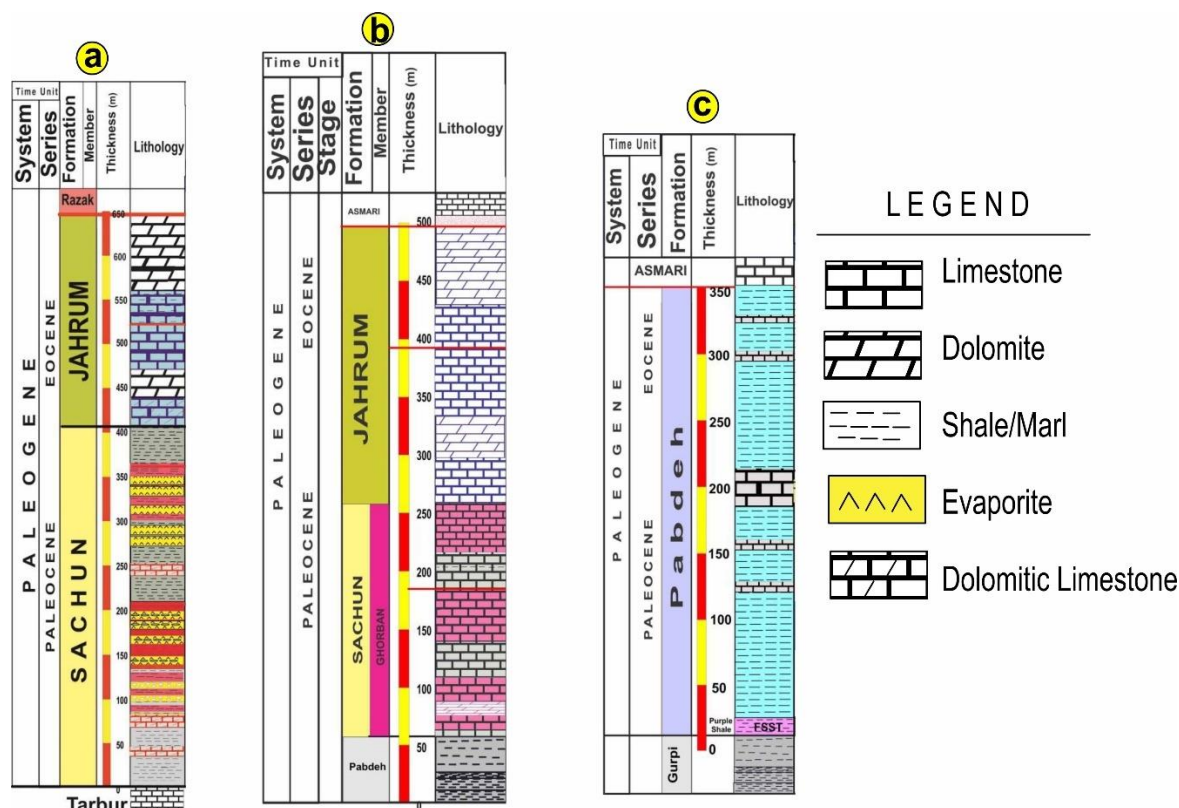 a
Time Unit
System
Series
Formation
Member
Thickness (m)
Lithology
Razak
PALEOGENE
EOCENE
PALEOCENE
JAHRUM
SACHUN
650
600
550
500
450
400
350
300
250
200
150
100
50
0
Tarbur
b
Time Unit
System
Series
Stage
Formation
Member
Thickness (m)
Lithology
ASMARI
PALEOGENE
EOCENE
PALEOCENE
JAHRUM
SACHUN
GHORBAN
Pabdeh
500
450
400
350
300
250
200
150
100
50
c
Time Unit
System
Series
Formation
Thickness (m)
Lithology
ASMARI
PALEOGENE
EOCENE
PALEOCENE
Pabdeh
350
300
250
200
150
100
50
0
Purple
Shale
FSST
Gurpi
LEGEND
Limestone
Dolomite
Shale/Marl
Evaporite
Dolomitic Limestone